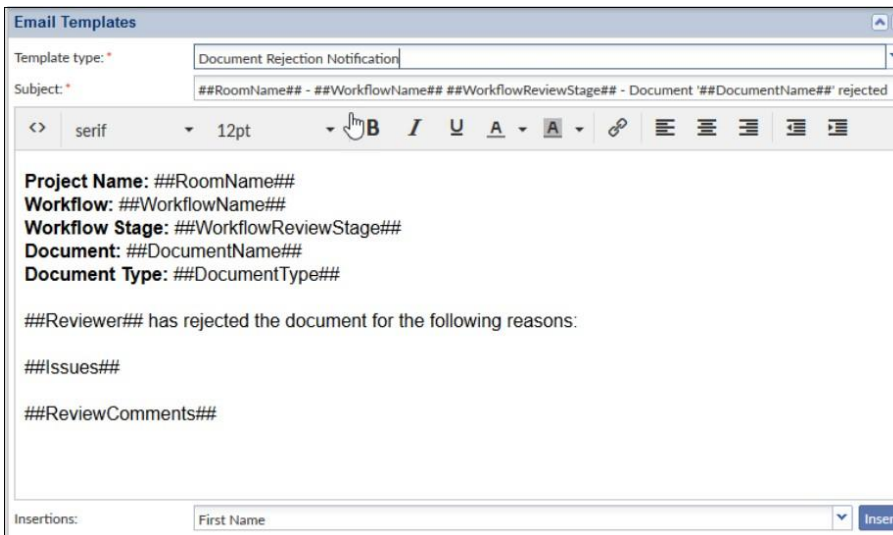 Email Templates
Template type:* Document Rejection Notification
Subject:* ##RoomName## - ##WorkflowName## ##WorkflowReviewStage## - Document '##DocumentName##' rejected
<> serif 12pt B I U A A
Project Name: ##RoomName##
Workflow: ##WorkflowName##
Workflow Stage: ##WorkflowReviewStage##
Document: ##DocumentName##
Document Type: ##DocumentType##
##Reviewer## has rejected the document for the following reasons:
##Issues##
##ReviewComments##
Insertions: First Name Inser